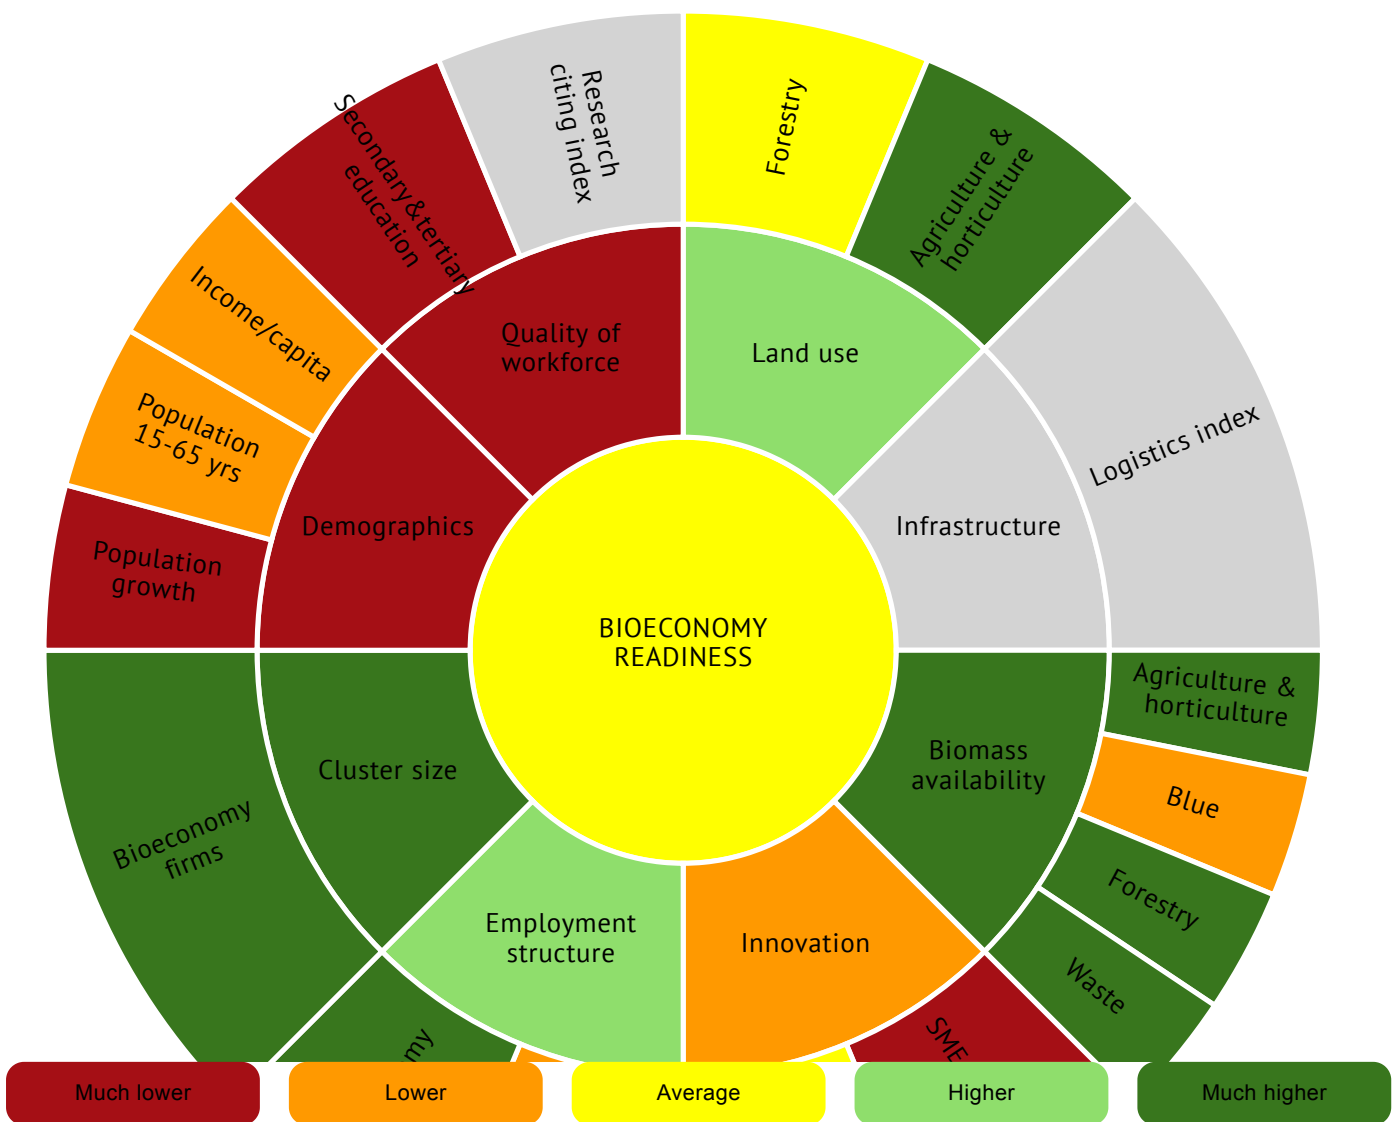 Research
citing index
Forestry
Secondary&tertiary
education
Agriculture &
horticulture
Income/capita
Quality of
workforce
Land use
Population
15-65 yrs
Logistics index
Demographics
Infrastructure
Population
growth
BIOECONOMY
READINESS
Agriculture &
horticulture
Cluster size
Biomass
availability
Blue
Bioeconomy
firms
Forestry
Employment
structure
Innovation
Waste
my
SME
Much lower
Lower
Average
Higher
Much higher